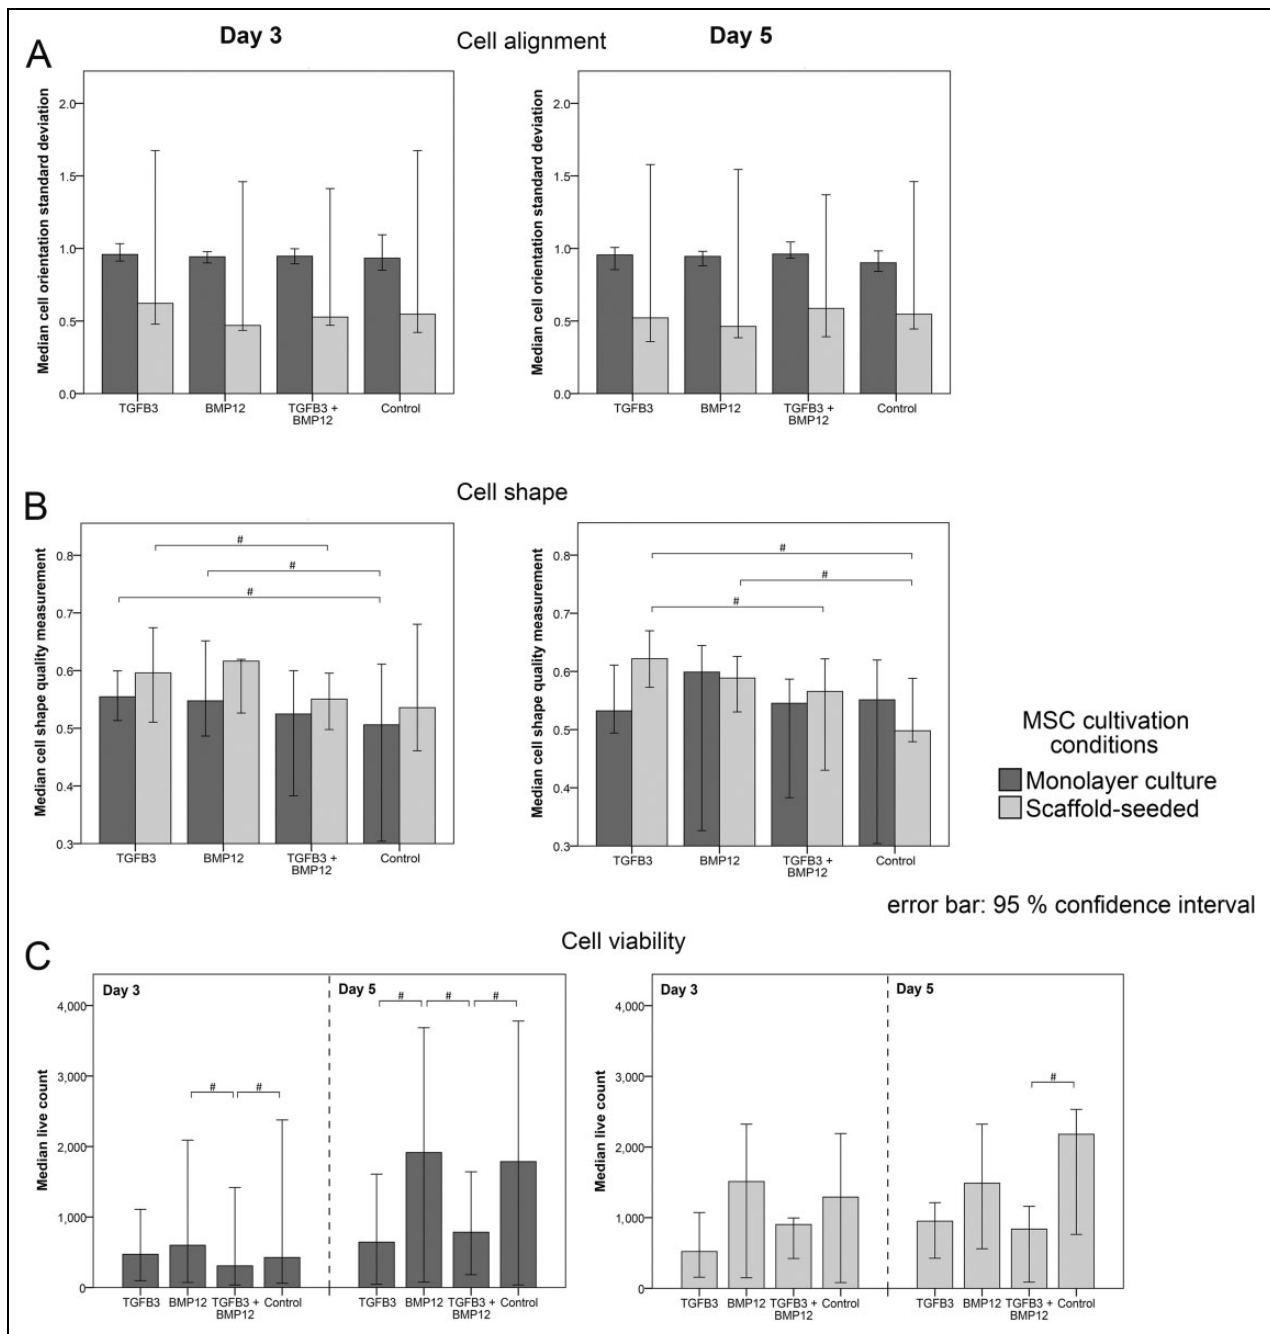 Day 3
Cell alignment
Day 5
A
Median cell orientation standard deviation
2.0
1.5
1.0
0.5
0.0
TGFB3
BMP12
TGFB3 +
BMP12
Control
Median cell orientation standard deviation
2.0
1.5
1.0
0.5
0.0
TGFB3
BMP12
TGFB3 +
BMP12
Control
B
Cell shape
Median cell shape quality measurement
0.8
0.7
0.6
0.5
0.4
0.3
#
#
#
TGFB3
BMP12
TGFB3 +
BMP12
Control
Median cell shape quality measurement
0.8
0.7
0.6
0.5
0.4
0.3
#
#
#
TGFB3
BMP12
TGFB3 +
BMP12
Control
MSC cultivation
conditions
Monolayer culture
Scaffold-seeded
error bar: 95 % confidence interval
C
Cell viability
Median live count
4,000
3,000
2,000
1,000
0
Day 3
Day 5
#
#
#
#
#
TGFB3
BMP12
TGFB3 +
BMP12
Control
TGFB3
BMP12
TGFB3 +
BMP12
Control
Median live count
4,000
3,000
2,000
1,000
0
Day 3
Day 5
#
TGFB3
BMP12
TGFB3 +
BMP12
Control
TGFB3
BMP12
TGFB3 +
BMP12
Control